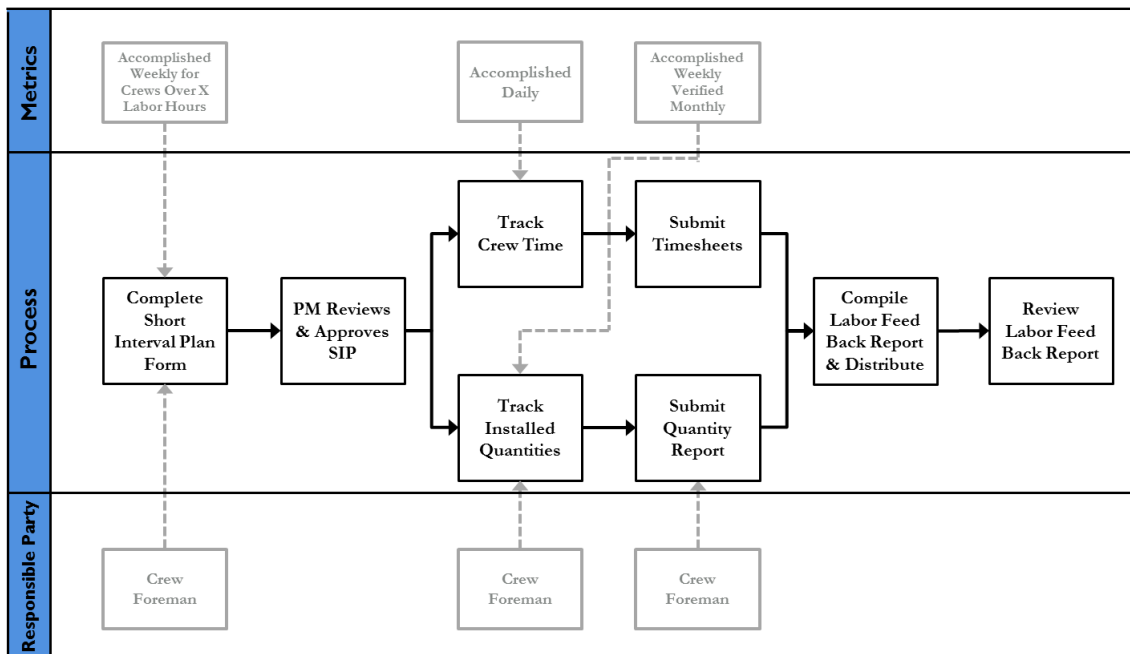 Metrics
Accomplished
Weekly for
Crews Over X
Labor Hours
Accomplished
Daily
Accomplished
Weekly
Verified
Monthly
Process
Complete
Short
Interval Plan
Form
PM Reviews
& Approves
SIP
Track
Crew Time
Submit
Timesheets
Track
Installed
Quantities
Submit
Quantity
Report
Compile
Labor Feed
Back Report
& Distribute
Review
Labor Feed
Back Report
Responsible Party
Crew
Foreman
Crew
Foreman
Crew
Foreman